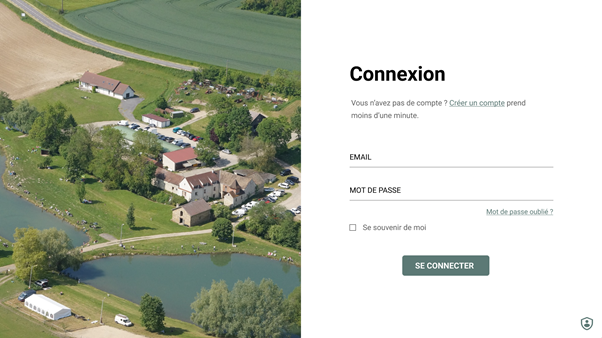 Connexion
Vous n'avez pas de compte ? Créer un compte prend
moins d'une minute.
EMAIL
MOT DE PASSE
Mot de passe oublié ?
Se souvenir de moi
SE CONNECTER